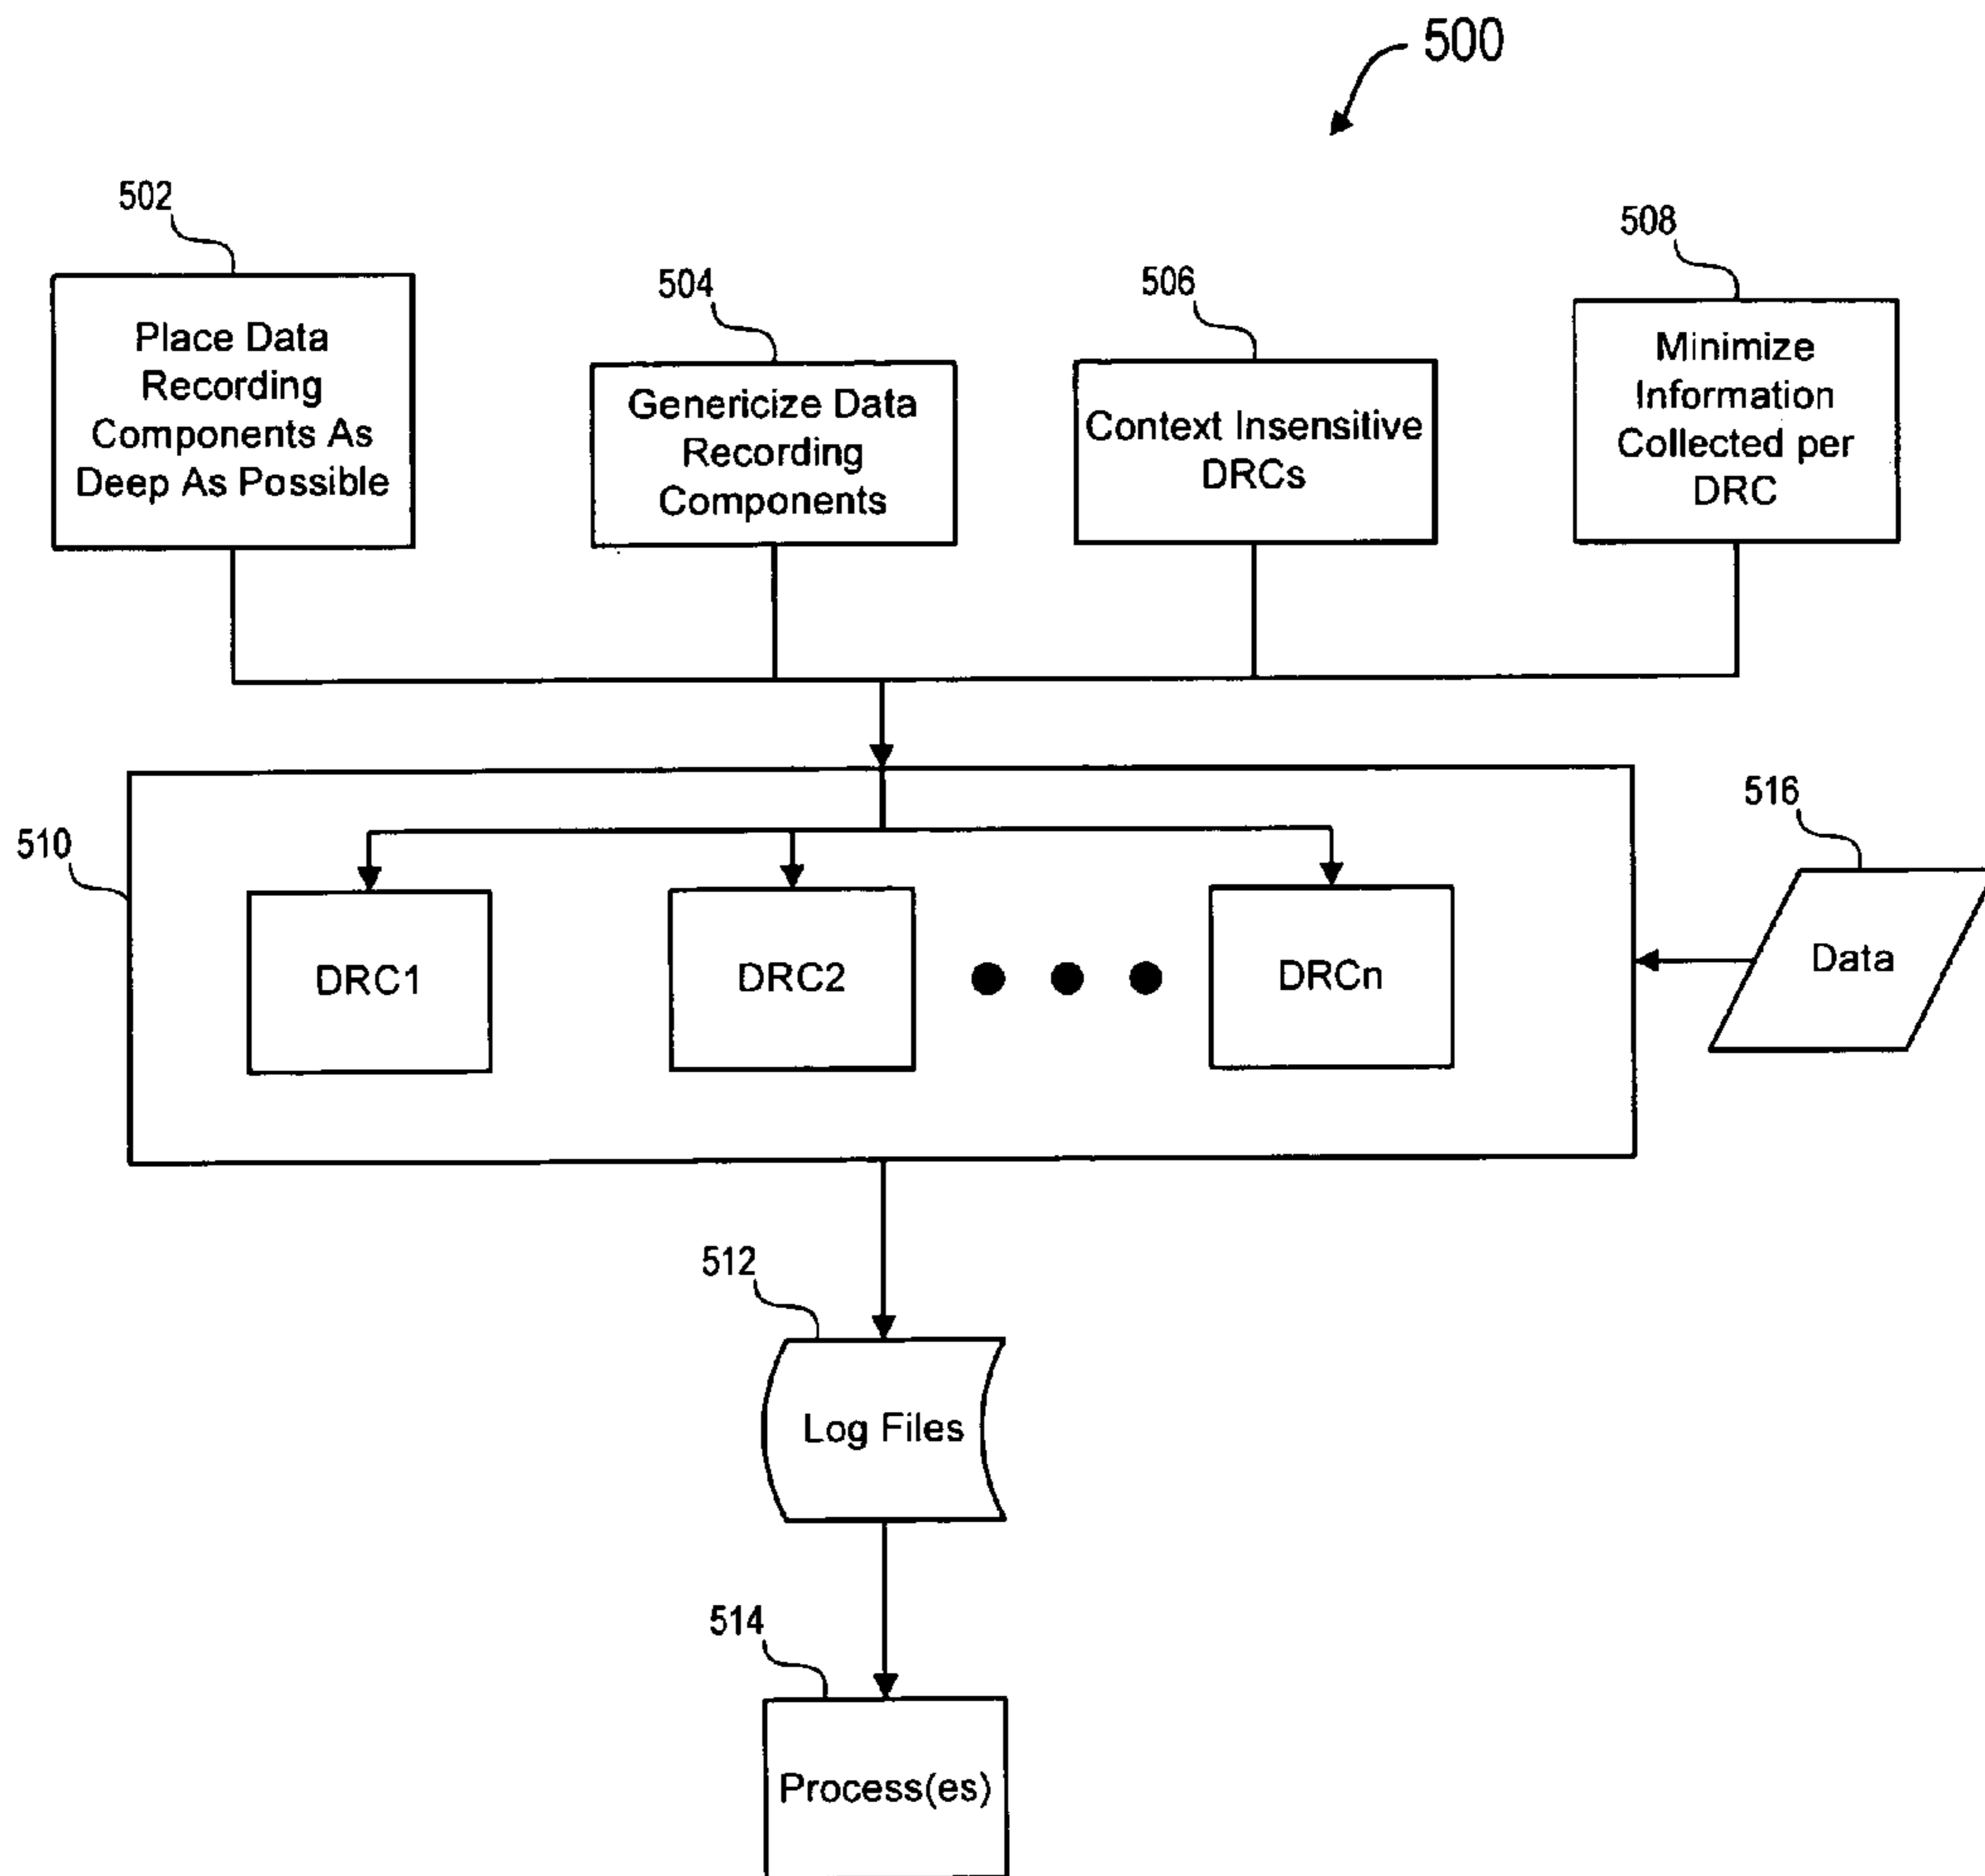 500
502
Place Data
Recording
Components As
Deep As Possible
504
Genericize Data
Recording
Components
506
Context Insensitive
DRCs
508
Minimize
Information
Collected per
DRC
510
DRC1
DRC2
DRCn
516
Data
512
Log Files
514
Process(es)